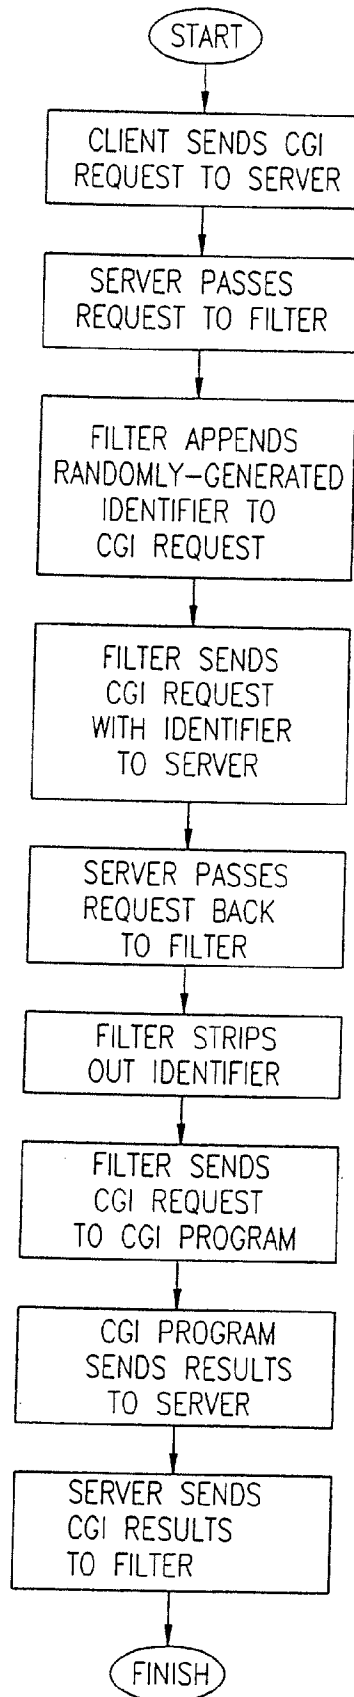 START
CLIENT SENDS CGI
REQUEST TO SERVER
SERVER PASSES
REQUEST TO FILTER
FILTER APPENDS
RANDOMLY-GENERATED
IDENTIFIER TO
CGI REQUEST
FILTER SENDS
CGI REQUEST
WITH IDENTIFIER
TO SERVER
SERVER PASSES
REQUEST BACK
TO FILTER
FILTER STRIPS
OUT IDENTIFIER
FILTER SENDS
CGI REQUEST
TO CGI PROGRAM
CGI PROGRAM
SENDS RESULTS
TO SERVER
SERVER SENDS
CGI RESULTS
TO FILTER
FINISH